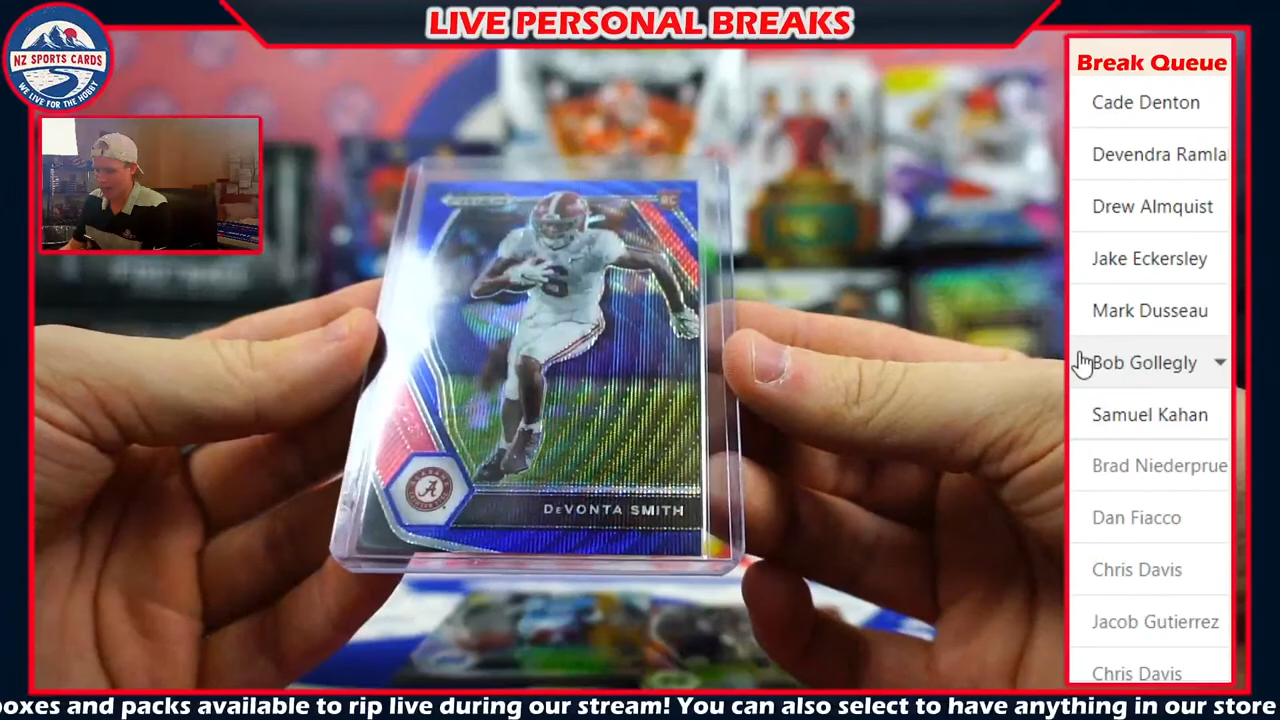 LIVE PERSONAL BREAKS
NZ SPORTS CARDS
WE LIVE FOR THE HOBBY
Break Queue
Cade Denton
Devendra Ramla
Drew Almquist
Jake Eckersley
Mark Dusseau
Bob Gollegly
Samuel Kahan
Brad Niederprue
Dan Fiacco
Chris Davis
Jacob Gutierrez
Chris Davis
PRIZM
RC
6
A
DeVONTA SMITH
oxes and packs available to rip live during our stream! You can also select to have anything in our store